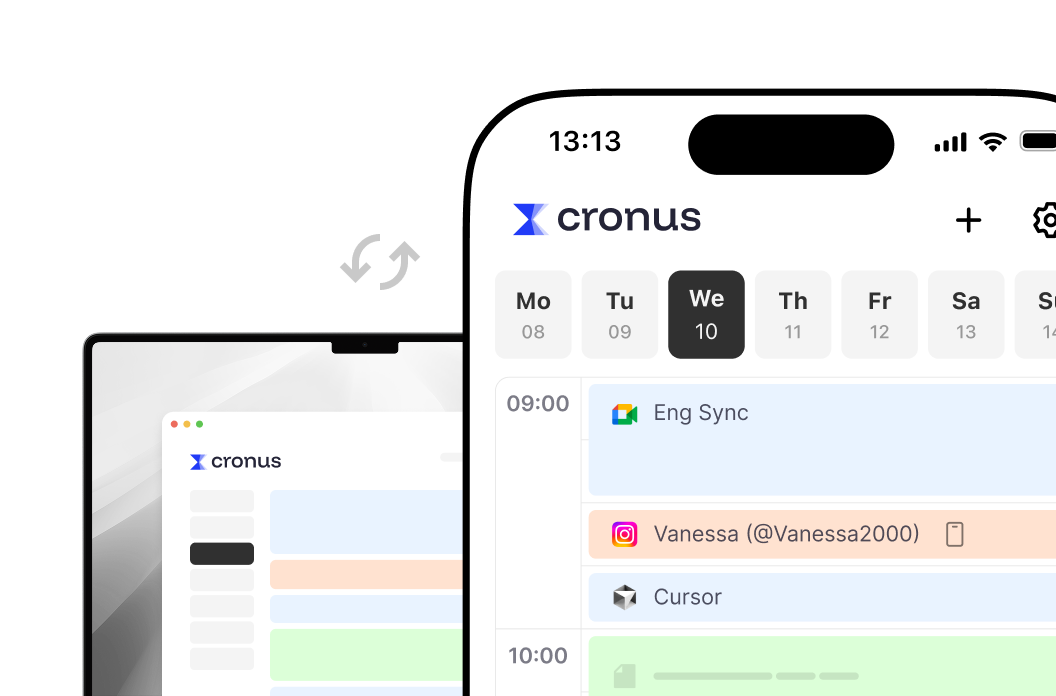 13:13
cronus
Mo Tu We Th Fr Sa
08 09 10 11 12 13
09:00 Eng Sync
Vanessa (@Vanessa2000)
Cursor
10:00
cronus